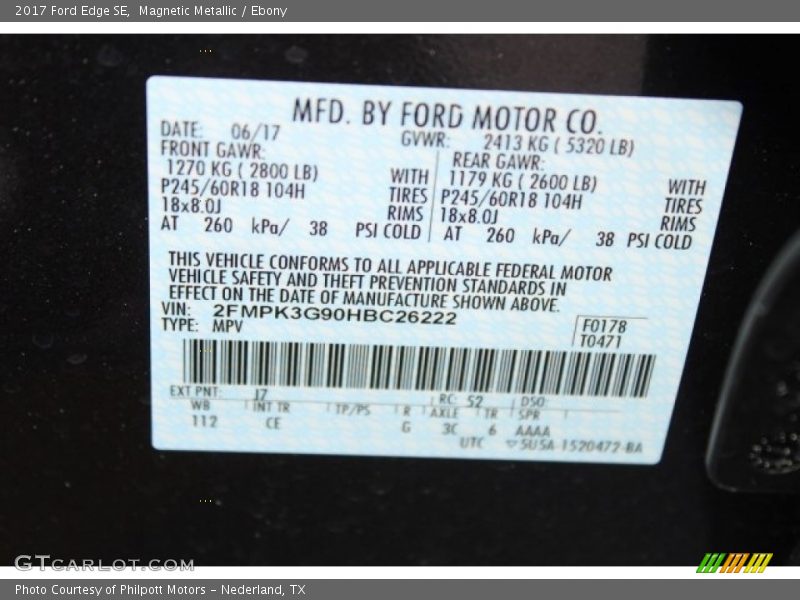 2017 Ford Edge SE,  Magnetic Metallic / Ebony
MFD. BY FORD MOTOR CO.
DATE: 06/17 GVWR: 2413 KG ( 5320 LB)
FRONT GAWR: REAR GAWR:
1270 KG ( 2800 LB) WITH 1179 KG ( 2600 LB) WITH
P245/60R18 104H TIRES P245/60R18 104H TIRES
18x8.0J RIMS 18x8.0J RIMS
AT 260 kPa/ 38 PSI COLD AT 260 kPa/ 38 PSI COLD
THIS VEHICLE CONFORMS TO ALL APPLICABLE FEDERAL MOTOR
VEHICLE SAFETY AND THEFT PREVENTION STANDARDS IN
EFFECT ON THE DATE OF MANUFACTURE SHOWN ABOVE.
VIN: 2FMPK3G90HBC26222
TYPE: MPV
F0178
T0471
EXT PNT: J7 RC: 52 DSO:
WB INT TR TP/PS R AXLE TR SPR
112 CE G 3C 6 AAAA
UTC ▽5U5A-1520472-BA
GTCARLOT.COM
Photo Courtesy of Philpott Motors - Nederland, TX